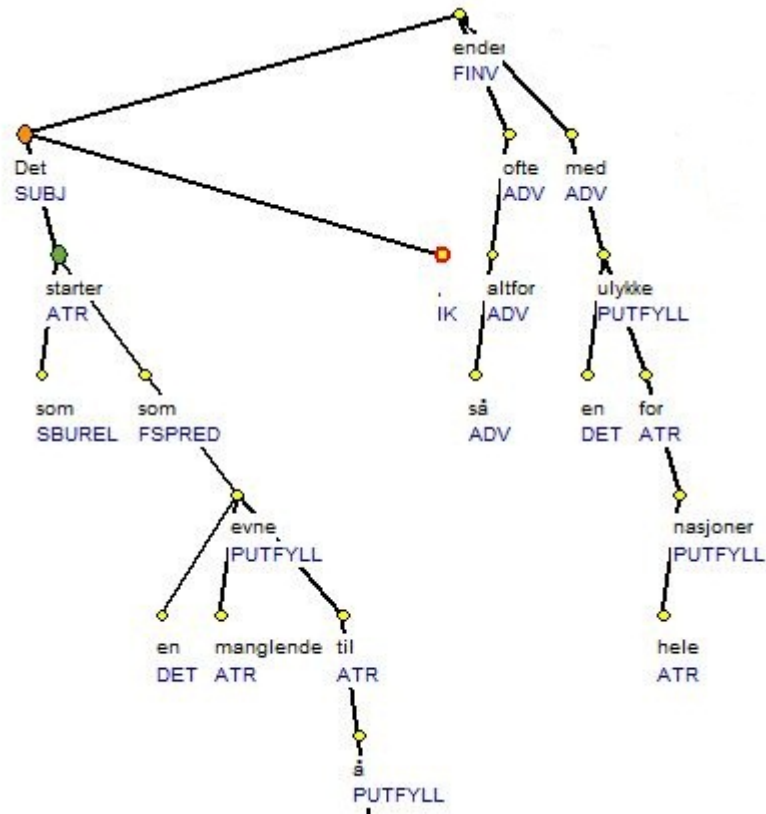 ender
FINV
Det
SUBJ
ofte
ADV
med
ADV
starter
ATR
,
IK
altfor
ADV
ulykke
PUTFYLL
som
SBUREL
som
FSPRED
så
ADV
en
DET
for
ATR
evne
PUTFYLL
nasjoner
PUTFYLL
en
DET
manglende
ATR
til
ATR
hele
ATR
å
PUTFYLL